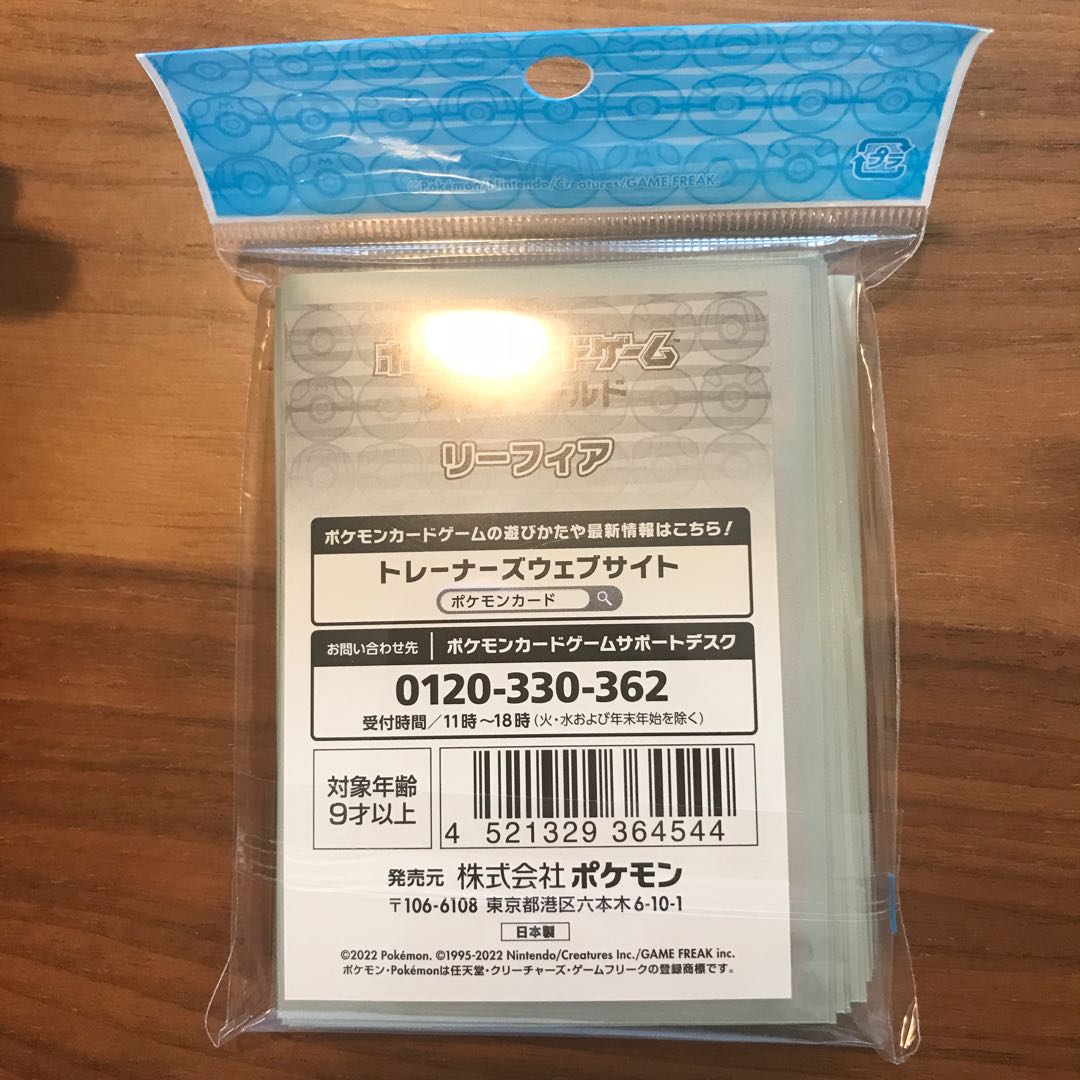 プラ
©Pokémon/Nintendo/Creatures/GAME FREAK.
ドゲーム
ルド
リーフィア
ポケモンカードゲームの遊びかたや最新情報はこちら!
トレーナーズウェブサイト
ポケモンカード
お問い合わせ先 ポケモンカードゲームサポートデスク
0120-330-362
受付時間/11時~18時(火・水および年末年始を除く)
対象年齢
9才以上
4 521329 364544
発売元 株式会社 ポケモン
〒106-6108 東京都港区六本木6-10-1
日本製
©2022 Pokémon. ©1995-2022 Nintendo/Creatures Inc./GAME FREAK inc.
ポケモン・Pokémonは任天堂・クリーチャーズ・ゲームフリークの登録商標です。